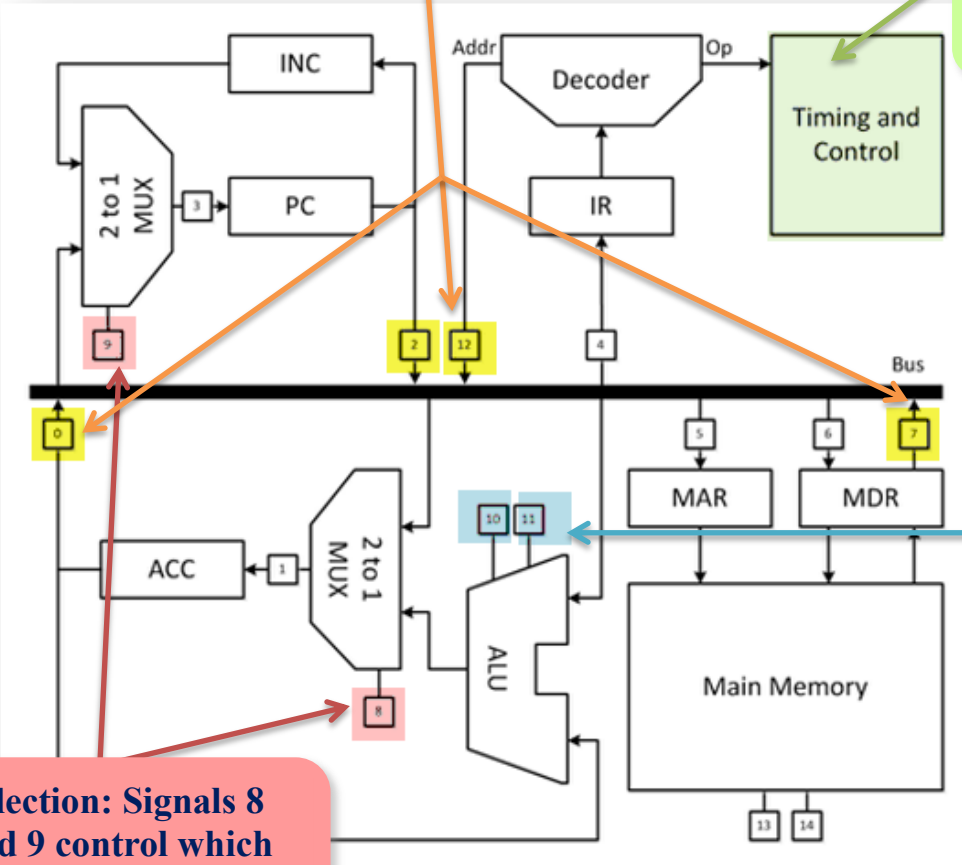 INC
Addr
Decoder
Op
Timing and
Control
2 to 1
MUX
3
PC
IR
9
2
12
4
Bus
0
5
6
7
MAR
MDR
10
11
ACC
1
2 to 1
MUX
ALU
8
Main Memory
13
14
lection: Signals 8
d 9 control which